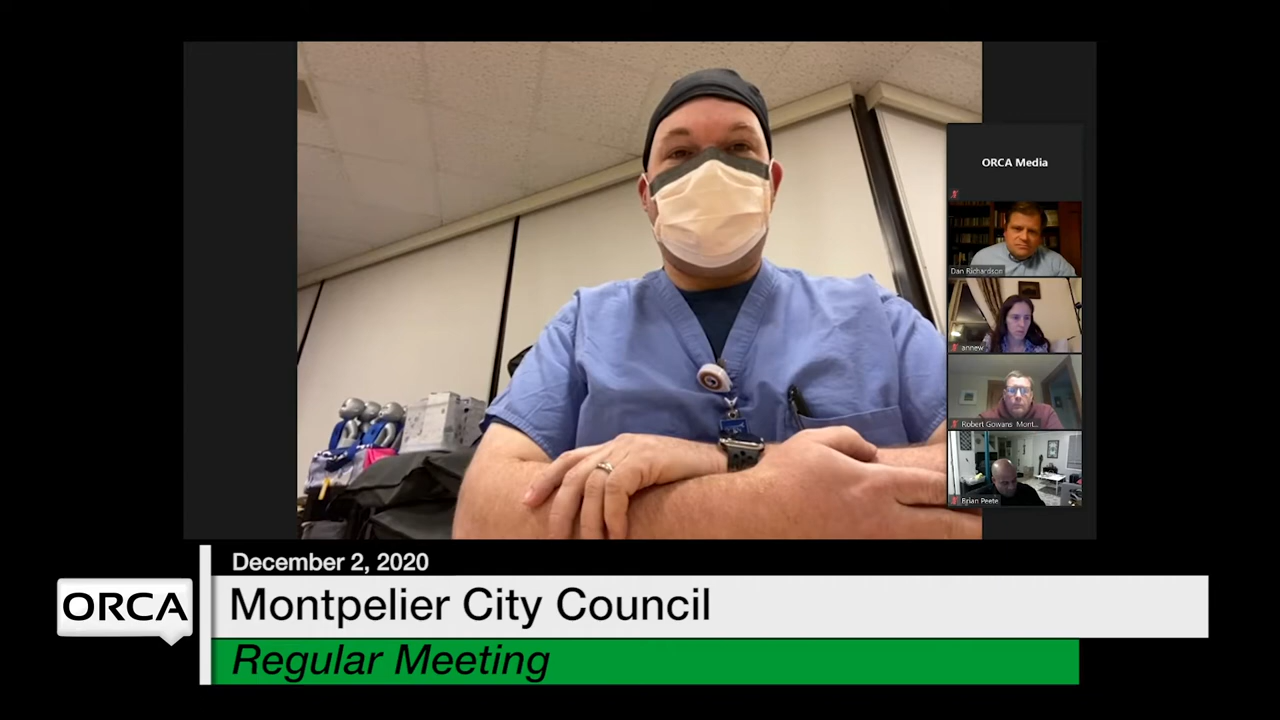 ORCA Media
Dan Richardson
annew
Robert Gowans Mont...
Brian Peete
December 2, 2020
ORCA
Montpelier City Council
Regular Meeting